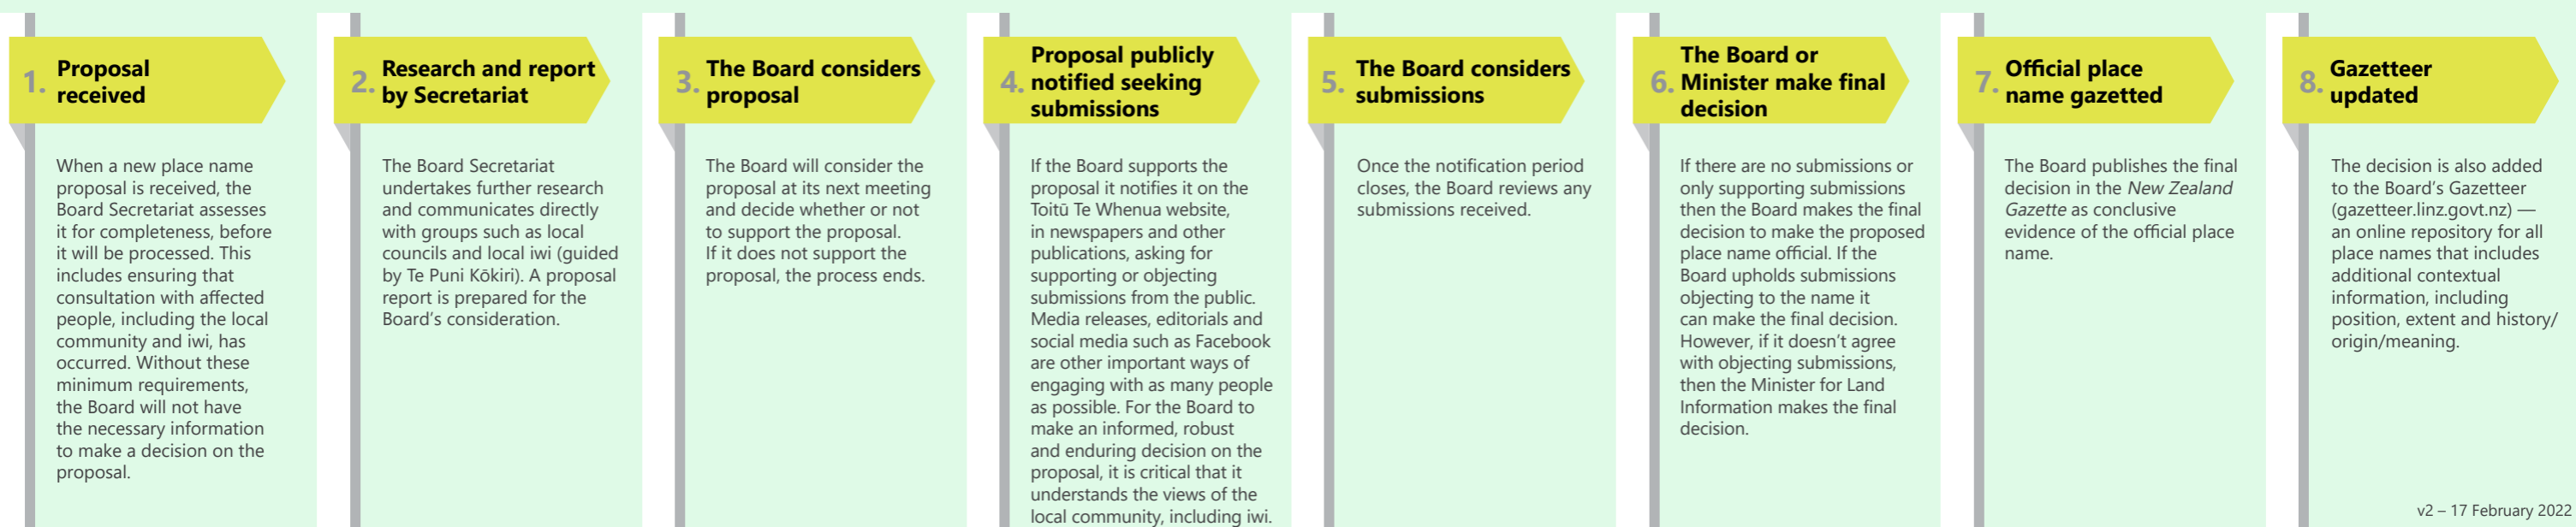 1.
Proposal
received
When a new place name
proposal is received, the
Board Secretariat assesses
it for completeness, before
it will be processed. This
includes ensuring that
consultation with affected
people, including the local
community and iwi, has
occurred. Without these
minimum requirements,
the Board will not have
the necessary information
to make a decision on the
proposal.
2.
Research and report
by Secretariat
The Board Secretariat
undertakes further research
and communicates directly
with groups such as local
councils and local iwi (guided
by Te Puni Kōkiri). A proposal
report is prepared for the
Board's consideration.
3.
The Board considers
proposal
The Board will consider the
proposal at its next meeting
and decide whether or not
to support the proposal.
If it does not support the
proposal, the process ends.
4.
Proposal publicly
notified seeking
submissions
If the Board supports the
proposal it notifies it on the
Toitū Te Whenua website,
in newspapers and other
publications, asking for
supporting or objecting
submissions from the public.
Media releases, editorials and
social media such as Facebook
are other important ways of
engaging with as many people
as possible. For the Board to
make an informed, robust
and enduring decision on the
proposal, it is critical that it
understands the views of the
local community, including iwi.
5.
The Board considers
submissions
Once the notification period
closes, the Board reviews any
submissions received.
6.
The Board or
Minister make final
decision
If there are no submissions or
only supporting submissions
then the Board makes the final
decision to make the proposed
place name official. If the
Board upholds submissions
objecting to the name it
can make the final decision.
However, if it doesn't agree
with objecting submissions,
then the Minister for Land
Information makes the final
decision.
7.
Official place
name gazetted
The Board publishes the final
decision in the New Zealand
Gazette as conclusive
evidence of the official place
name.
8.
Gazetteer
updated
The decision is also added
to the Board's Gazetteer
(gazetteer.linz.govt.nz) —
an online repository for all
place names that includes
additional contextual
information, including
position, extent and history/
origin/meaning.
v2 – 17 February 2022